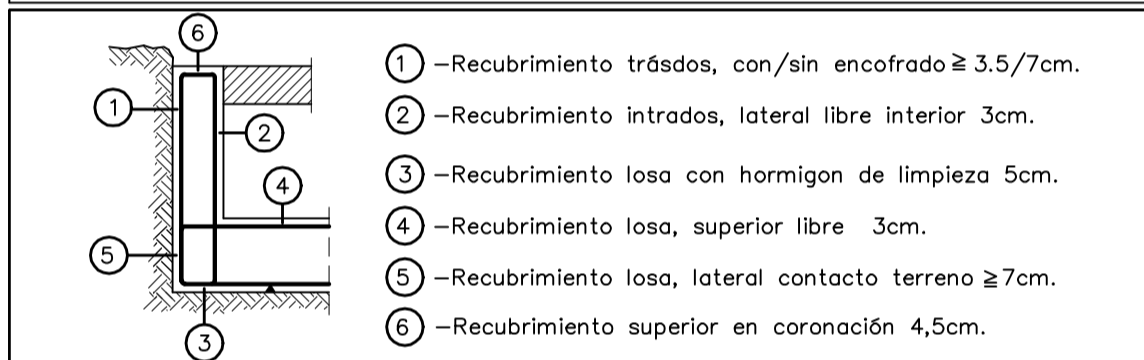 6
1
2
4
5
3
1 –Recubrimiento trásdos, con/sin encofrado ≧ 3.5/7cm.
2 –Recubrimiento intrados, lateral libre interior 3cm.
3 –Recubrimiento losa con hormigon de limpieza 5cm.
4 –Recubrimiento losa, superior libre 3cm.
5 –Recubrimiento losa, lateral contacto terreno ≧7cm.
6 –Recubrimiento superior en coronación 4,5cm.